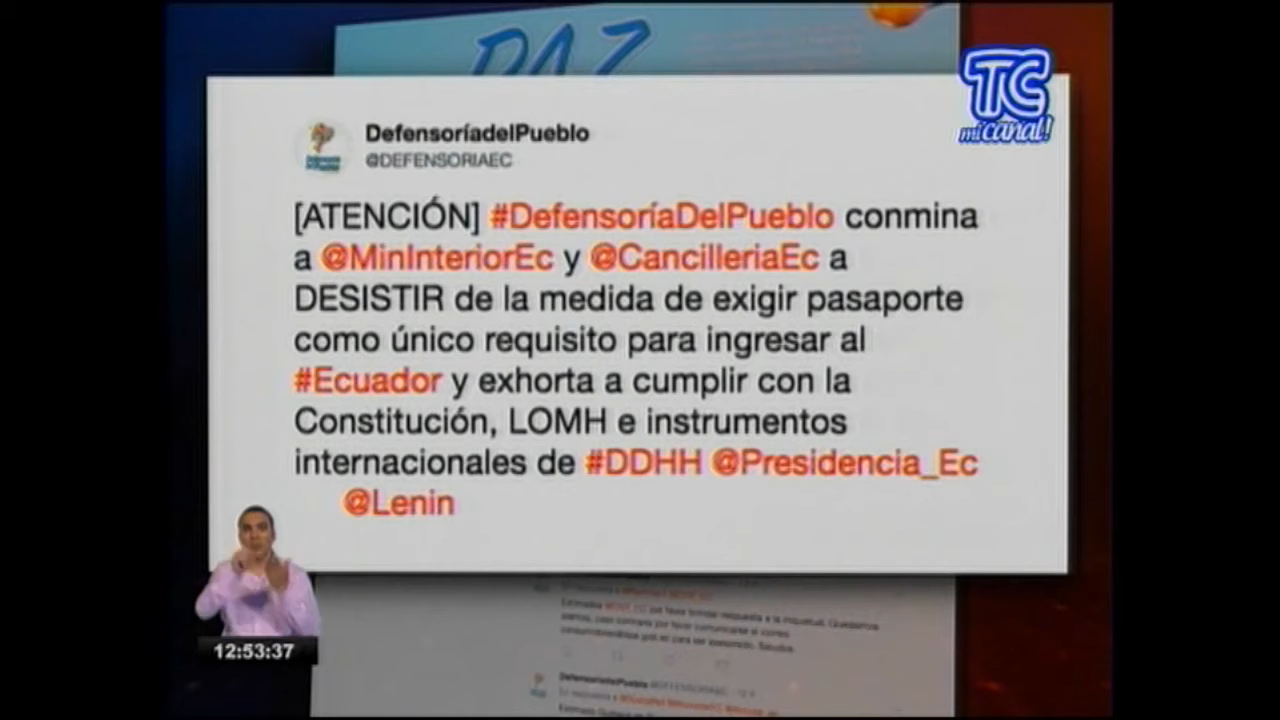 PAZ
TC
mi canal!
DefensoríadelPueblo
@DEFENSORIAEC
[ATENCIÓN] #DefensoríaDelPueblo conmina
a @MinInteriorEc y @CancilleriaEc a
DESISTIR de la medida de exigir pasaporte
como único requisito para ingresar al
#Ecuador y exhorta a cumplir con la
Constitución, LOMH e instrumentos
internacionales de #DDHH @Presidencia_Ec
@Lenin
12:53:37
DefensoriadelPueblo